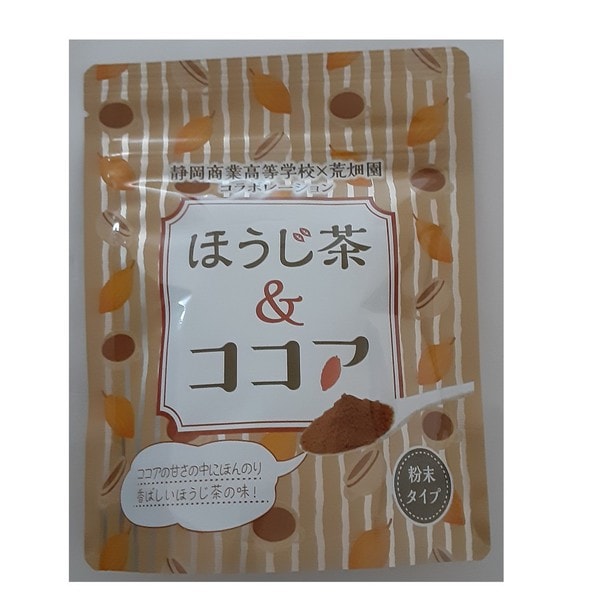 静岡商業高等学校×荒畑園
コラボレーション
ほうじ茶
&
ココア
ココアの甘さの中にほんのり
香ばしいほうじ茶の味!
粉末
タイプ